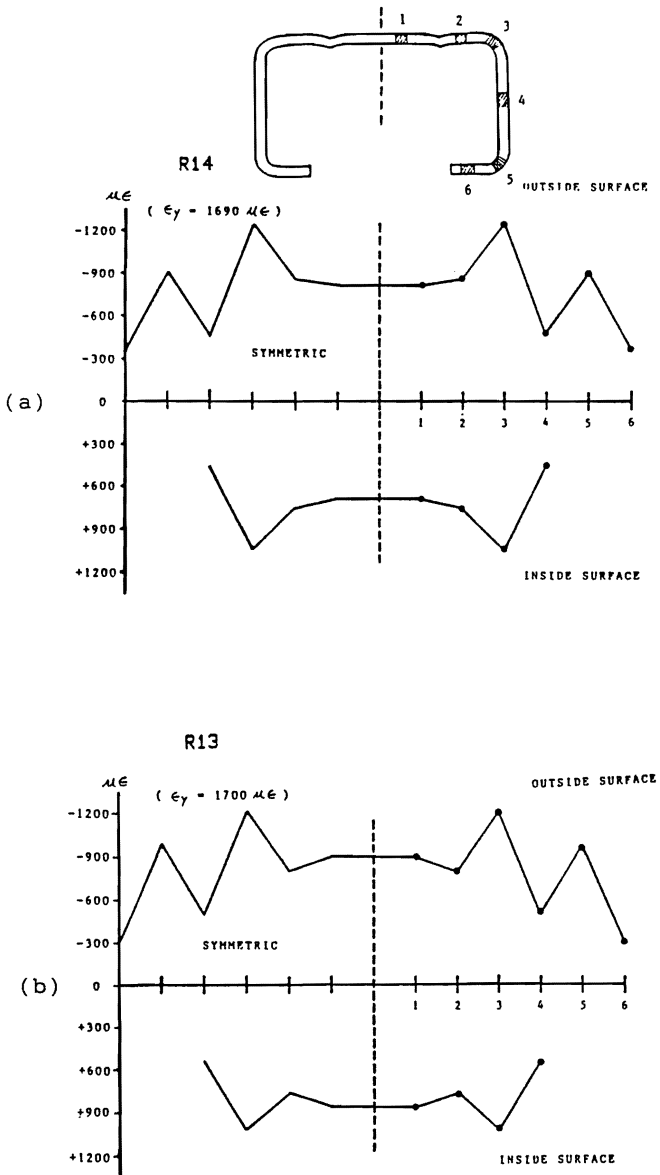 1 2 3
4
5
6
R14
OUTSIDE SURFACE
με
( εy = 1690 με )
-1200
-900
-600
-300
0
+300
+600
+900
+1200
SYMMETRIC
(a)
1 2 3 4 5 6
INSIDE SURFACE
R13
με
( εy = 1700 με )
OUTSIDE SURFACE
-1200
-900
-600
-300
0
+300
+600
+900
+1200
SYMMETRIC
(b)
1 2 3 4 5 6
INSIDE SURFACE